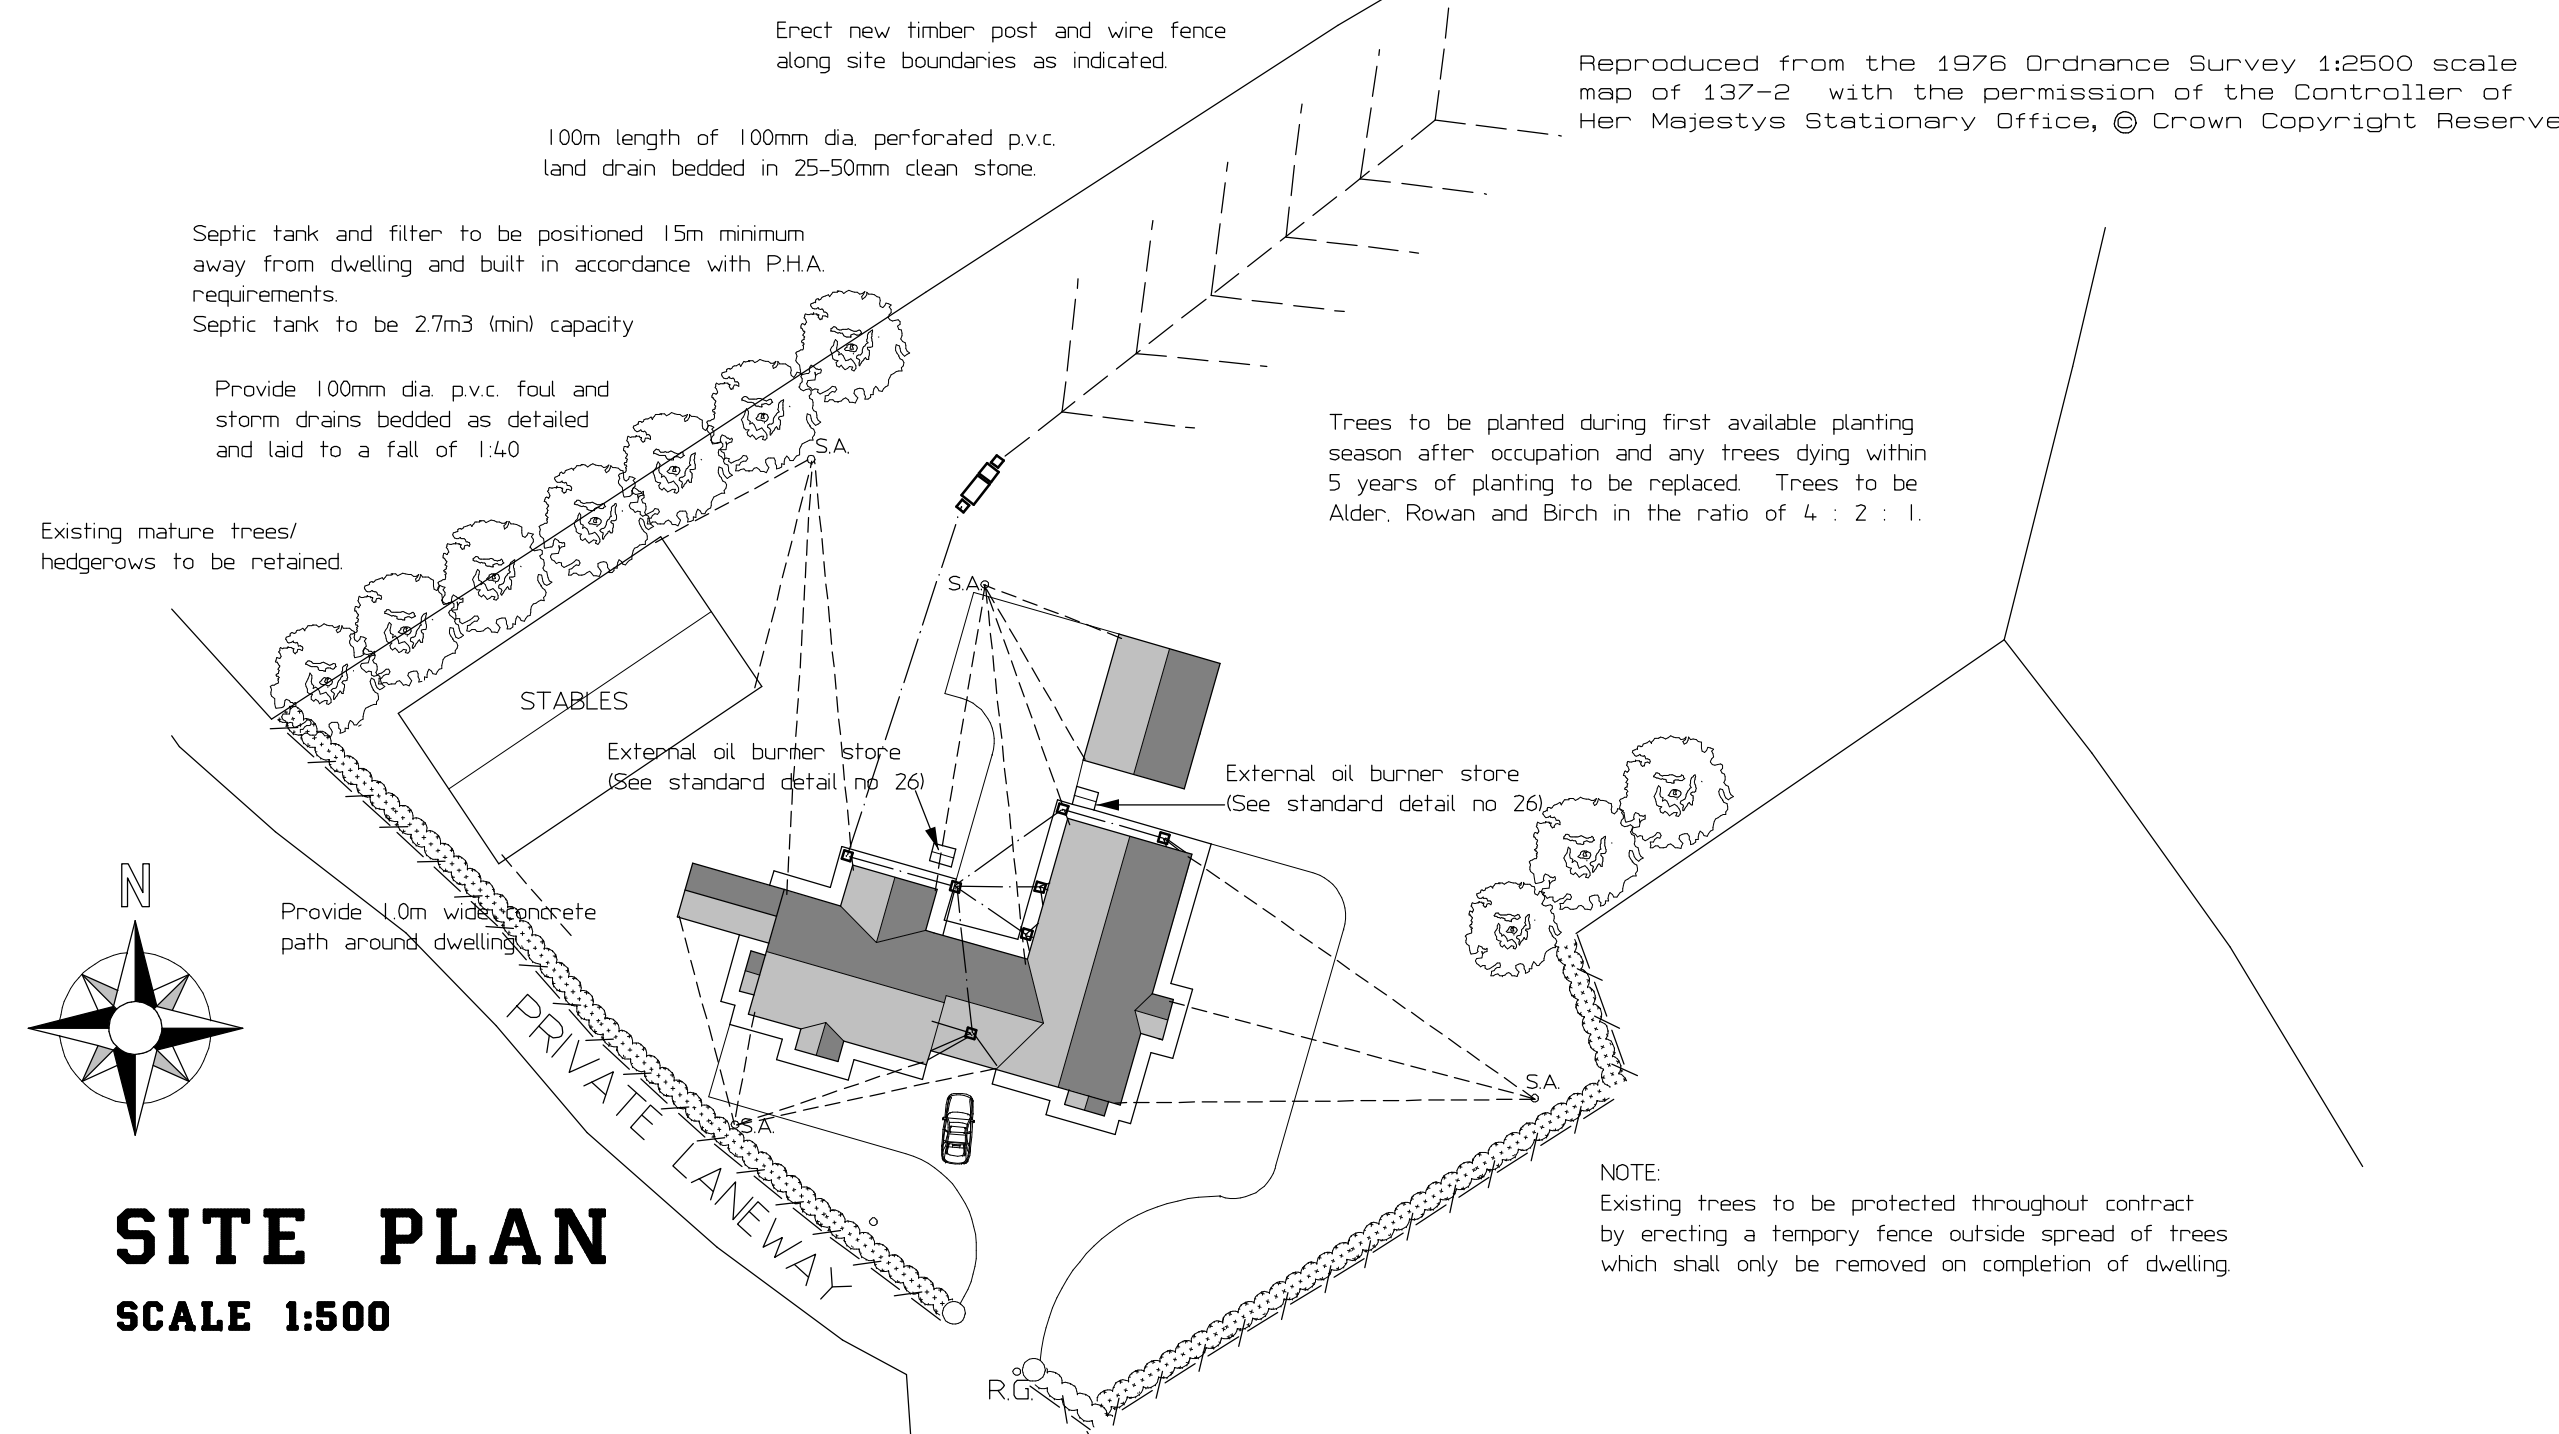 Erect new timber post and wire fence
along site boundaries as indicated.
Reproduced from the 1976 Ordnance Survey 1:2500 scale
map of 137-2 with the permission of the Controller of
Her Majestys Stationary Office, © Crown Copyright Reserve
100m length of 100mm dia. perforated p.v.c.
land drain bedded in 25-50mm clean stone.
Septic tank and filter to be positioned 15m minimum
away from dwelling and built in accordance with P.H.A.
requirements.
Septic tank to be 2.7m3 (min) capacity
Provide 100mm dia. p.v.c. foul and
storm drains bedded as detailed
and laid to a fall of 1:40
S.A.
Trees to be planted during first available planting
season after occupation and any trees dying within
5 years of planting to be replaced. Trees to be
Alder, Rowan and Birch in the ratio of 4 : 2 : 1.
Existing mature trees/
hedgerows to be retained.
S.A.
STABLES
External oil burner store
(See standard detail no 26)
External oil burner store
(See standard detail no 26)
N
Provide 1.0m wide concrete
path around dwelling
PRIVATE LANEWAY
S.A.
S.A.
NOTE:
Existing trees to be protected throughout contract
by erecting a tempory fence outside spread of trees
which shall only be removed on completion of dwelling.
SITE PLAN
SCALE 1:500
R.G.